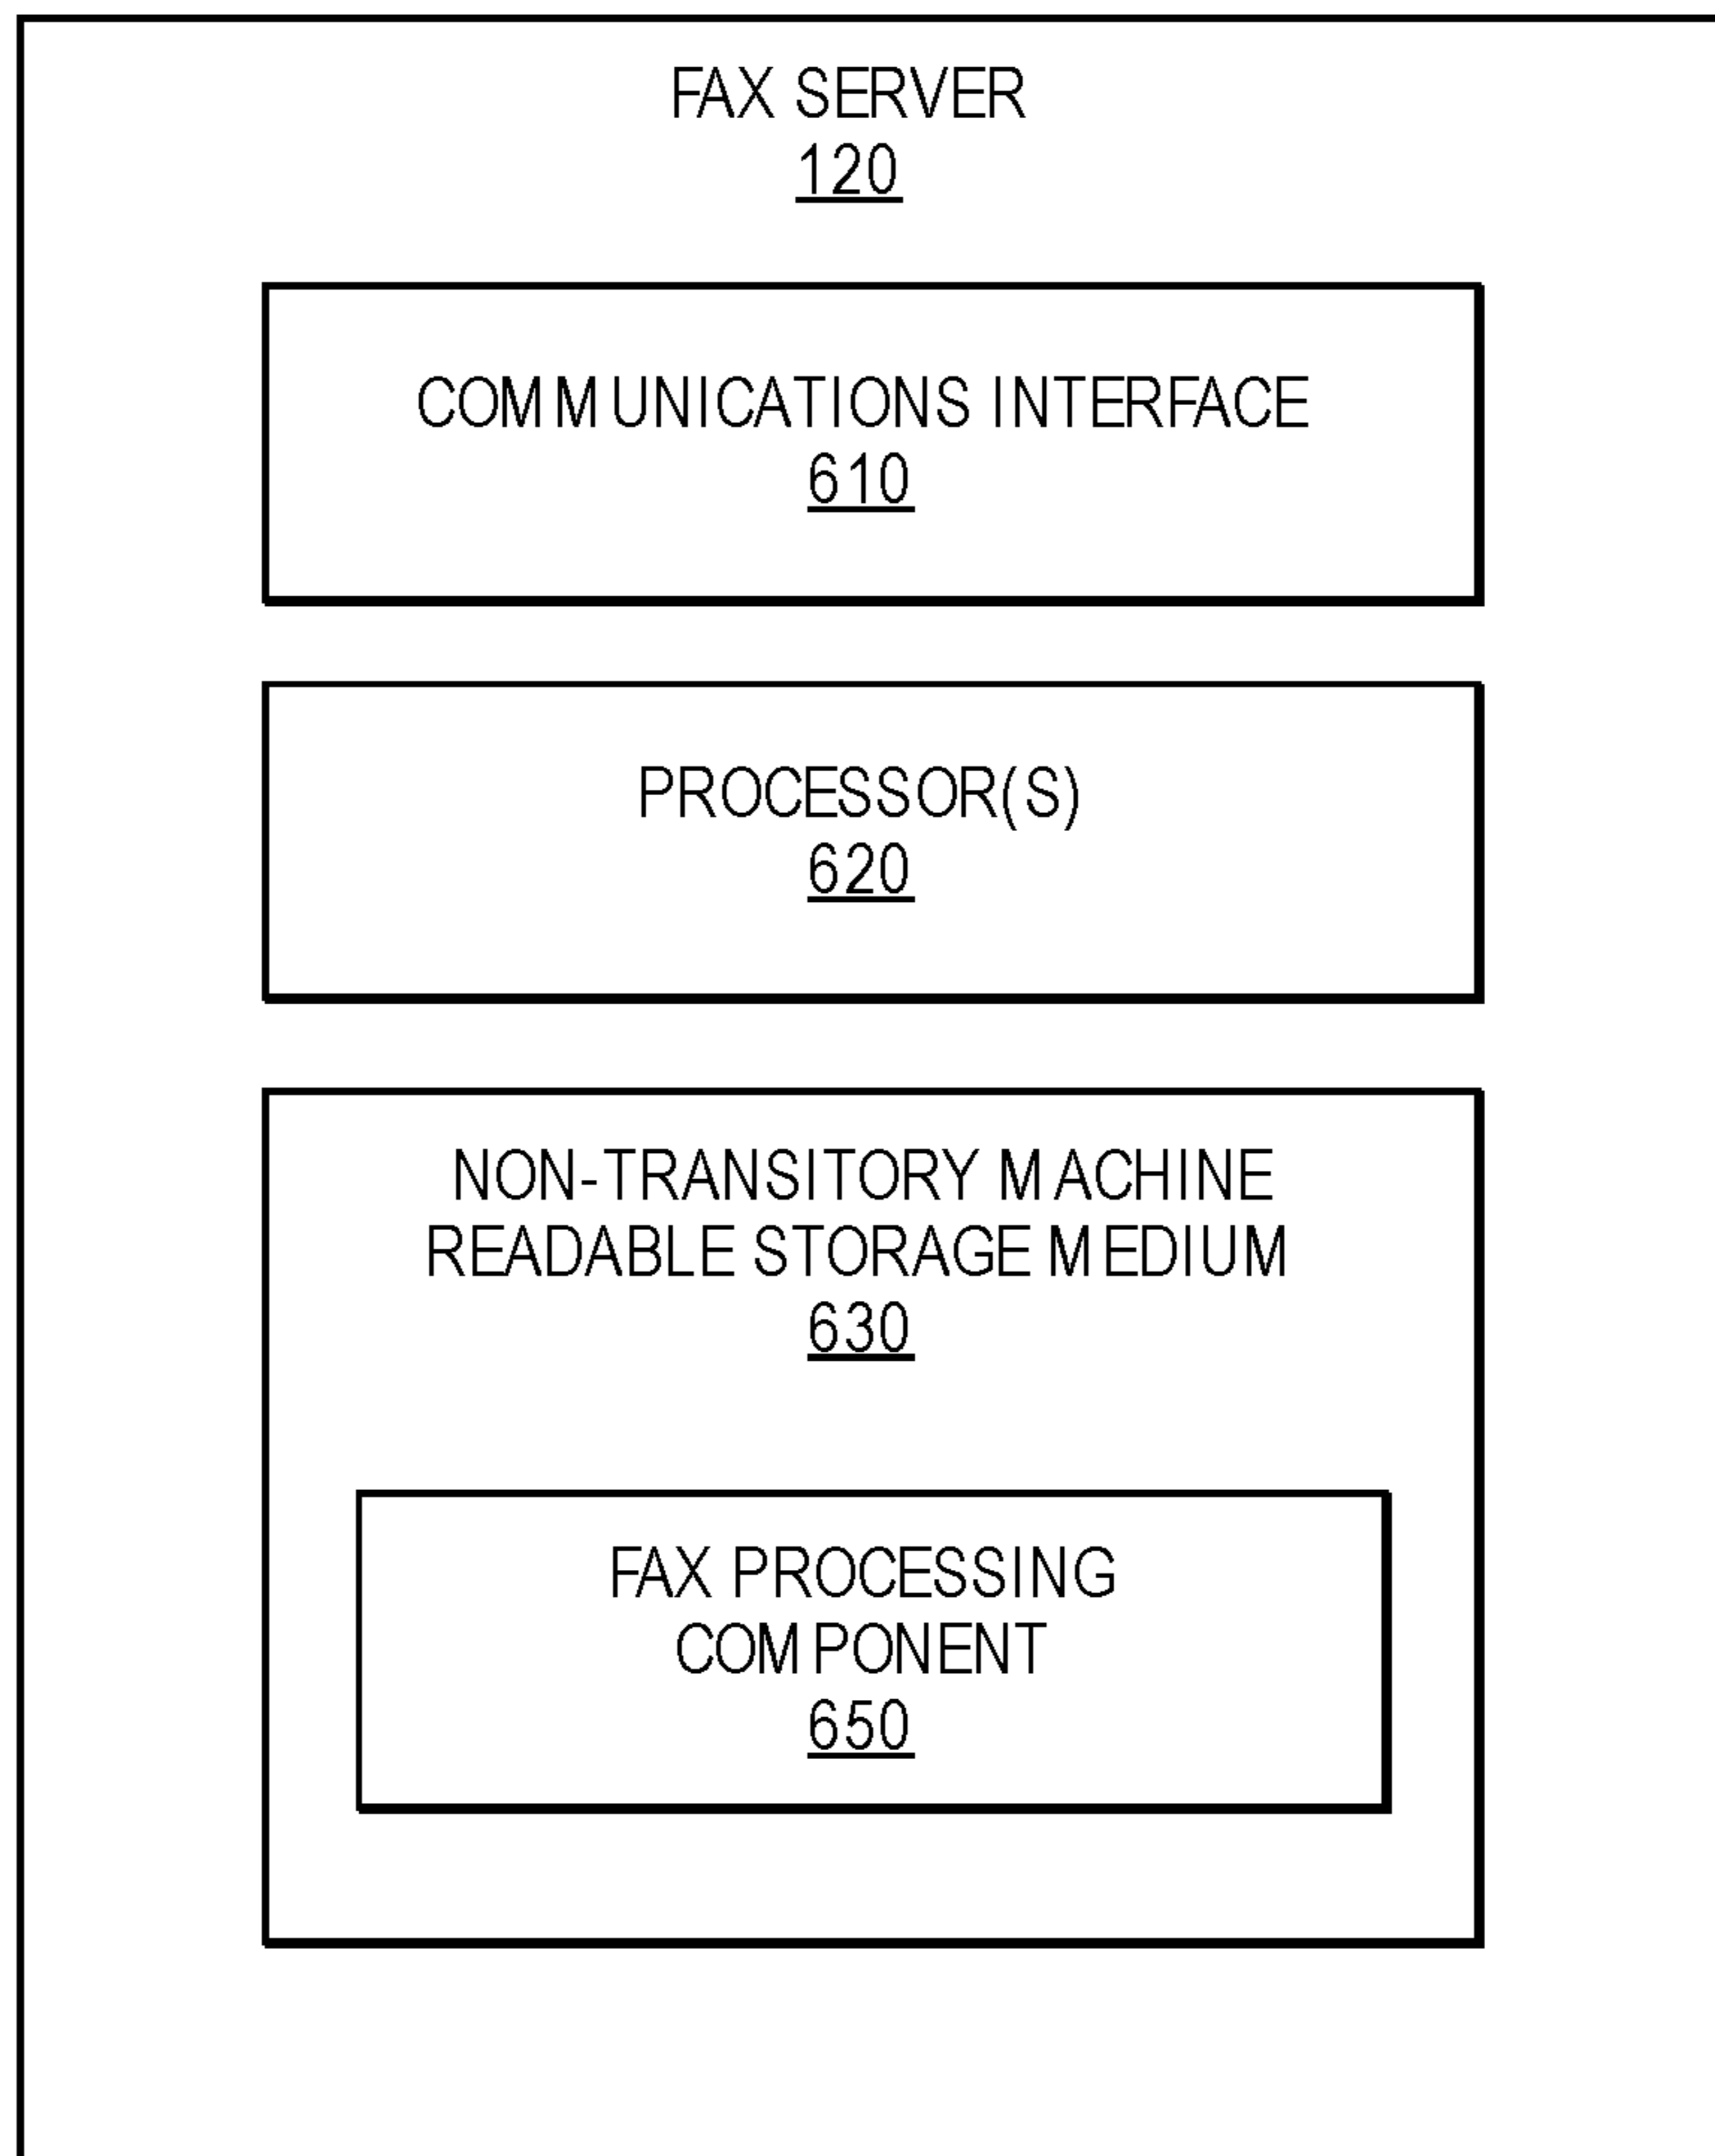 FAX SERVER
120
COMMUNICATIONS INTERFACE
610
PROCESSOR(S)
620
NON-TRANSITORY MACHINE
READABLE STORAGE MEDIUM
630
FAX PROCESSING
COMPONENT
650